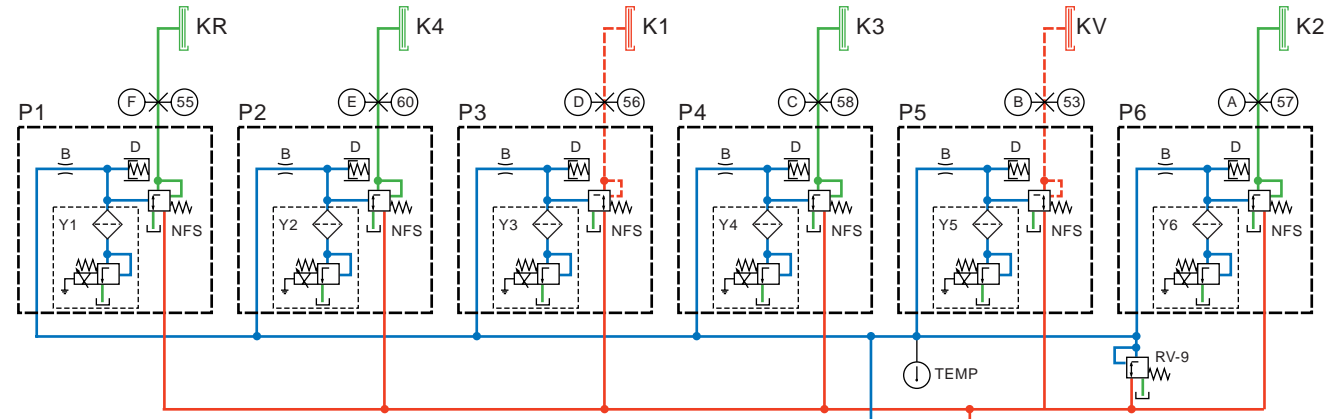 KR K4 K1 K3 KV K2
F 55 E 60 D 56 C 58 B 53 A 57
P1 P2 P3 P4 P5 P6
B D B D B D B D B D B D
Y1 NFS Y2 NFS Y3 NFS Y4 NFS Y5 NFS Y6 NFS
RV-9
TEMP